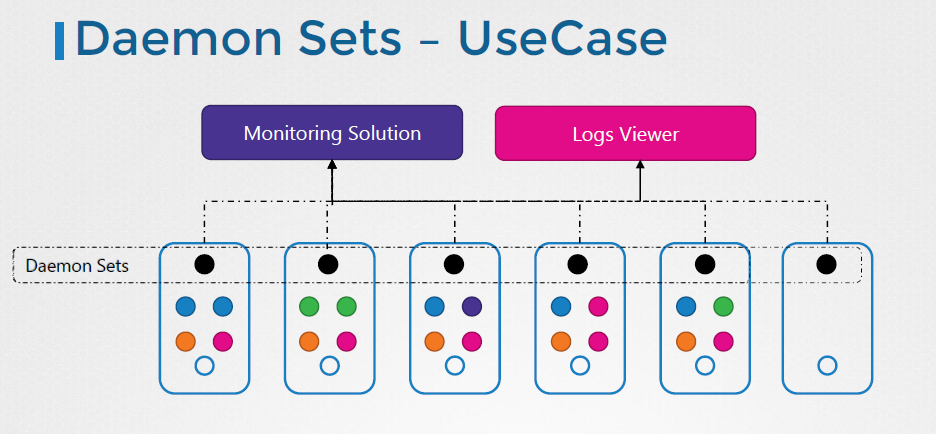 Daemon Sets – UseCase
Monitoring Solution
Logs Viewer
Daemon Sets